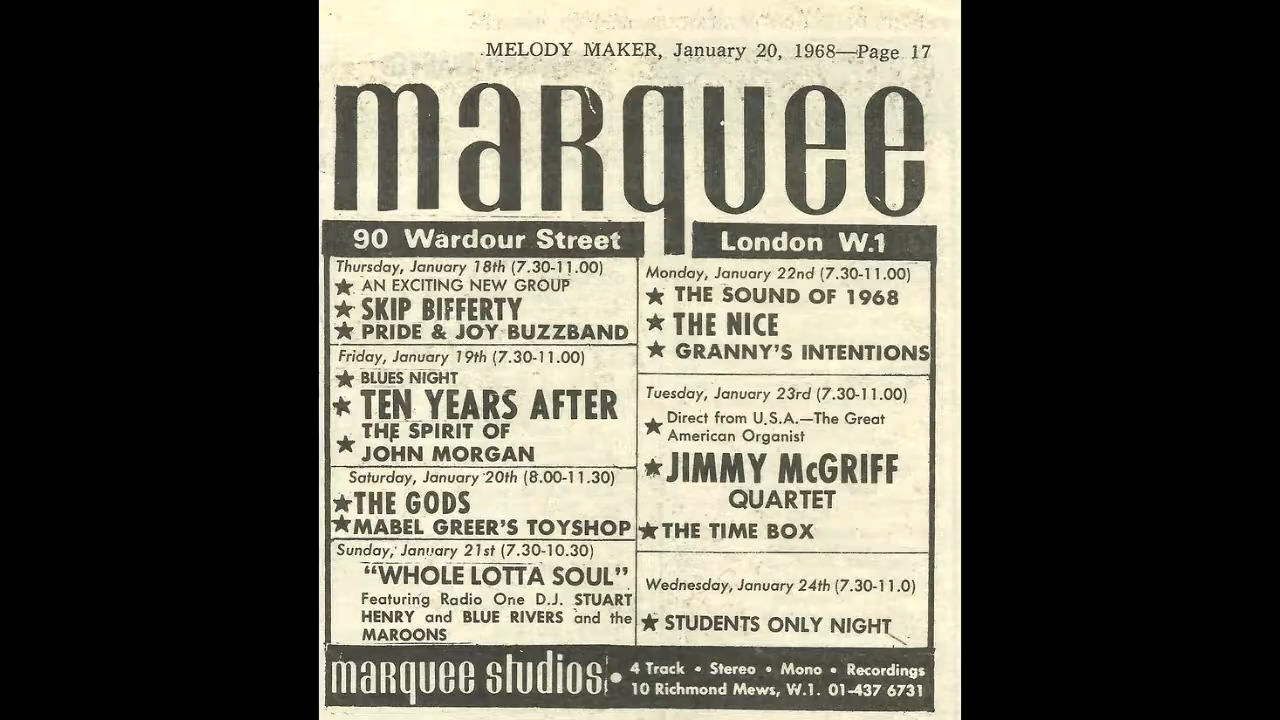 MELODY MAKER, January 20, 1968—Page 17
maRquee
90 Wardour Street
London W.1
Thursday, January 18th (7.30-11.00)
★ AN EXCITING NEW GROUP
★ SKIP BIFFERTY
★ PRIDE & JOY BUZZBAND
Friday, January 19th (7.30-11.00)
★ BLUES NIGHT
★ TEN YEARS AFTER
THE SPIRIT OF
★ JOHN MORGAN
Saturday, January 20th (8.00-11.30)
★ THE GODS
★ MABEL GREER'S TOYSHOP
Sunday, January 21st (7.30-10.30)
“WHOLE LOTTA SOUL”
Featuring Radio One D.J. STUART
HENRY and BLUE RIVERS and the
MAROONS
Monday, January 22nd (7.30-11.00)
★ THE SOUND OF 1968
★ THE NICE
★ GRANNY'S INTENTIONS
Tuesday, January 23rd (7.30-11.00)
★ Direct from U.S.A.—The Great
American Organist
★ JIMMY McGRIFF
QUARTET
★ THE TIME BOX
Wednesday, January 24th (7.30-11.0)
★ STUDENTS ONLY NIGHT
maRquee studios • 4 Track • Stereo • Mono • Recordings
10 Richmond Mews, W.1. 01-437 6731